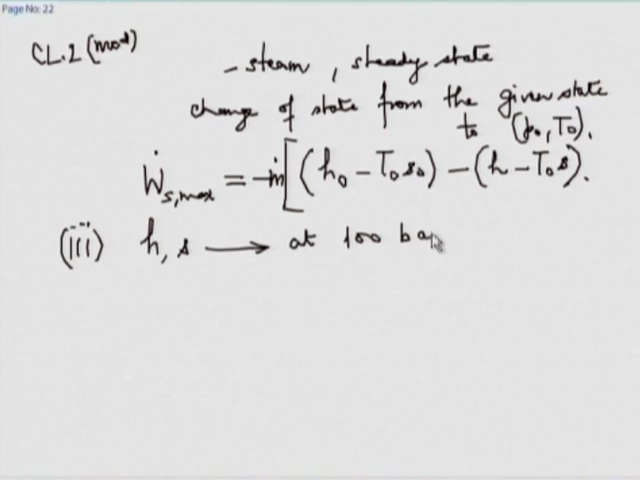 Page No: 22
CL.2 (mod)
- steam, steady state
change of state from the given state
to (p₀, T₀).
Ẇs,max = -ṁ[(h₀ - T₀s₀) - (h - T₀s).
(iii) h, s → at 100 ba